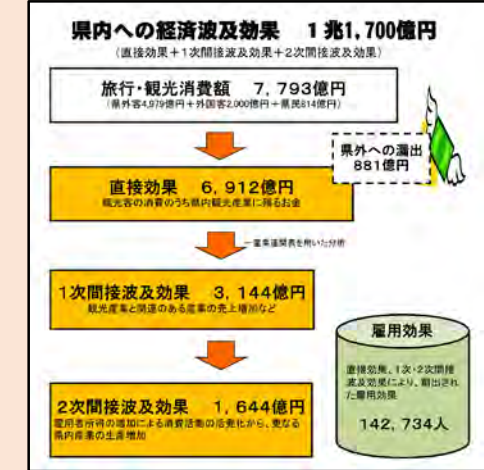 県内への経済波及効果　１兆1,700億円
（直接効果＋1次間接波及効果＋2次間接波及効果）
旅行・観光消費額　7,793億円
（県外客4,979億円＋外国客2,000億円＋県民814億円）
県外への漏出
881億円
直接効果　6,912億円
観光客の消費のうち県内観光産業に残るお金
産業連関表を用いた分析
1次間接波及効果　3,144億円
観光産業と関連のある産業の売上増加など
雇用効果
直接効果、1次・2次間接
波及効果により、創出され
た雇用効果
142,734人
2次間接波及効果　1,644億円
雇用者所得の増加による消費活動の活発化から、更なる
県内産業の生産増加